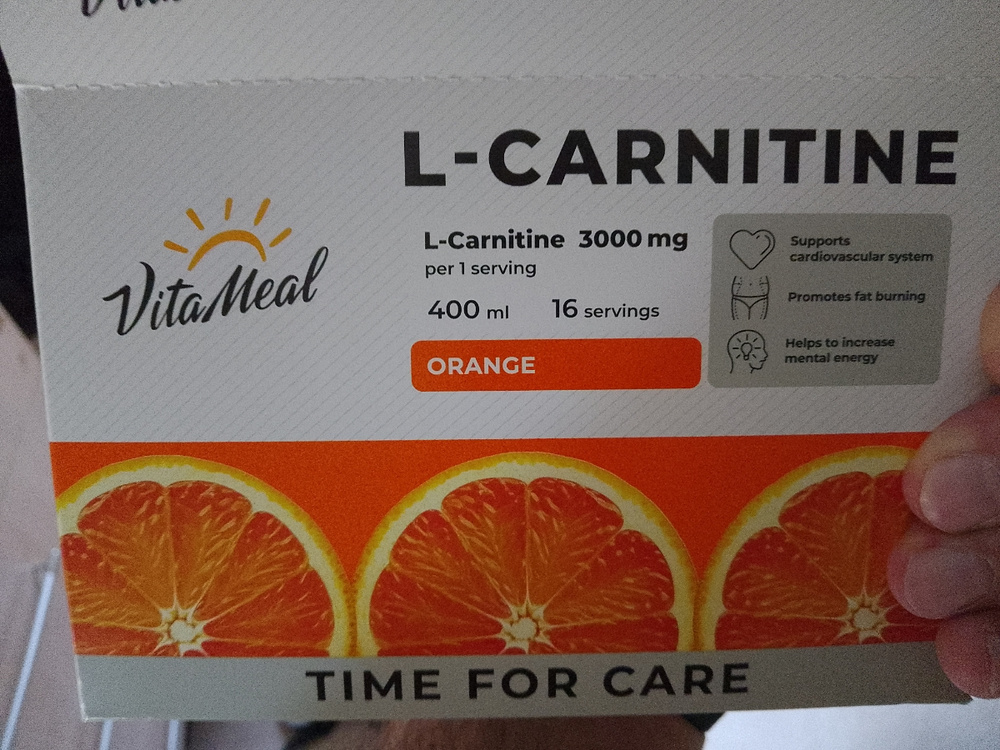 L-CARNITINE
VitaMeal
L-Carnitine 3000 mg
per 1 serving
400 ml 16 servings
ORANGE
Supports
cardiovascular system
Promotes fat burning
Helps to increase
mental energy
TIME FOR CARE